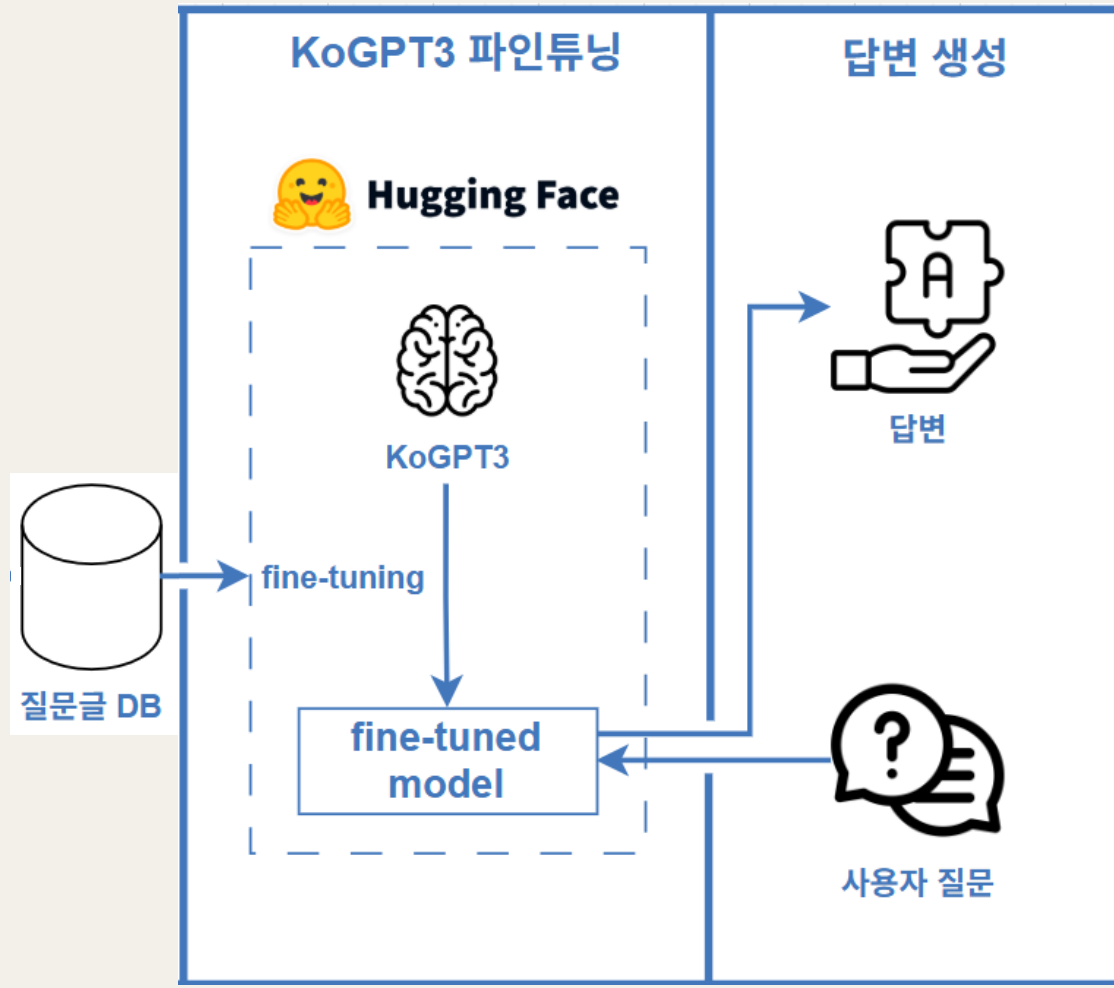 KoGPT3 파인튜닝
답변 생성
Hugging Face
A
KoGPT3
답변
fine-tuning
질문글 DB
fine-tuned
model
?
사용자 질문